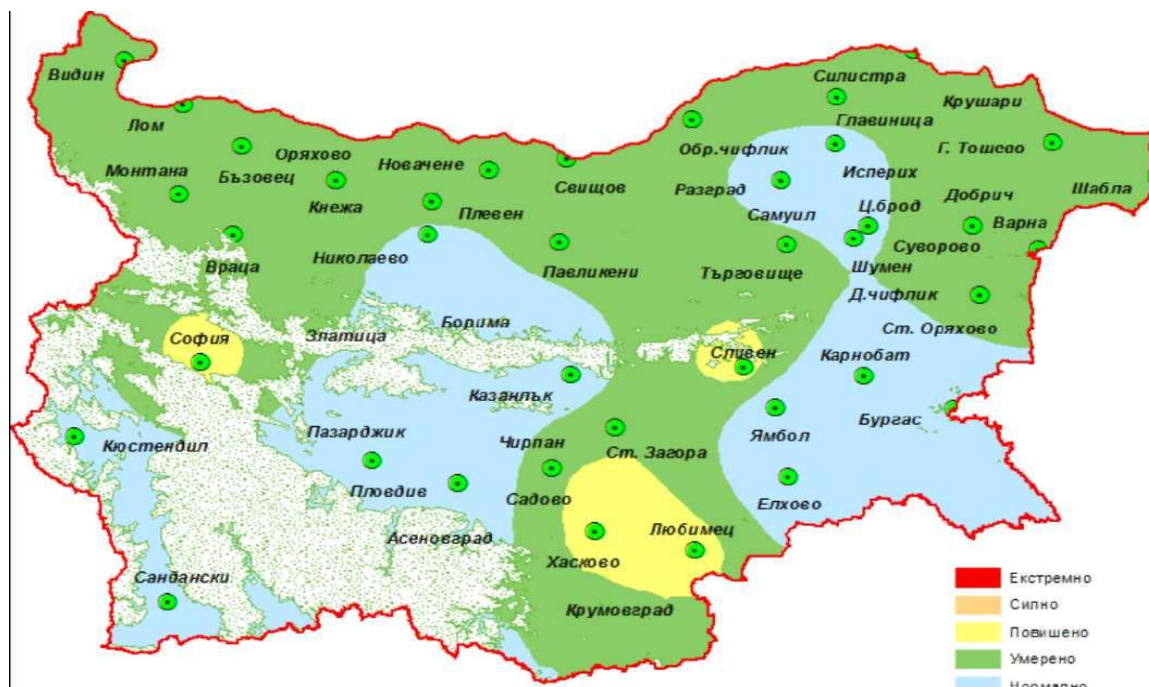 Видин
Силистра
Крушари
Лом
Главиница
Оряхово
Новачене
Обр.чифлик
Г. Тошево
Монтана
Бъзовец
Свищов
Исперих
Кнежа
Разград
Добрич
Шабла
Плевен
Самуил
Ц.брод
Варна
Николаево
Павликени
Суворово
Враца
Търговище
Шумен
Д.чифлик
София
Златица
Борима
Ст. Оряхово
Сливен
Карнобат
Казанлък
Кюстендил
Пазарджик
Чирпан
Ямбол
Бургас
Ст. Загора
Пловдив
Садово
Елхово
Асеновград
Любимец
Хасково
Сандански
Крумовград
Екстремно
Силно
Повишено
Умерено